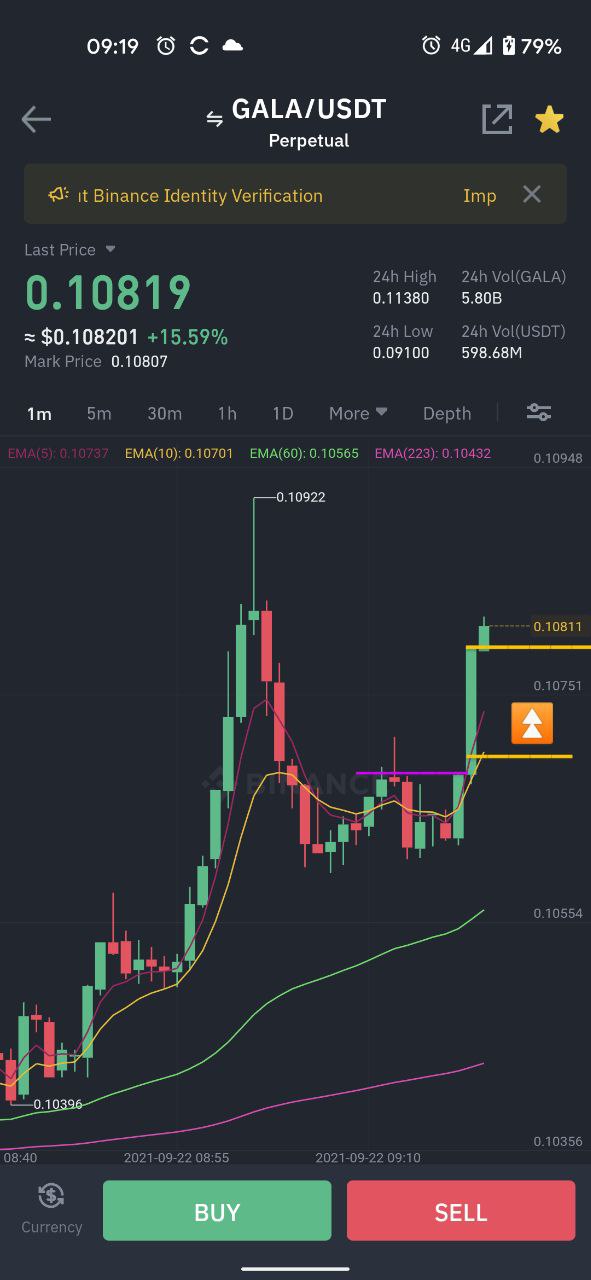 09:19
4G 79%
GALA/USDT
Perpetual
ıt Binance Identity Verification Imp
Last Price
0.10819
≈ $0.108201 +15.59%
Mark Price 0.10807
24h High 24h Vol(GALA)
0.11380 5.80B
24h Low 24h Vol(USDT)
0.09100 598.68M
1m 5m 30m 1h 1D More Depth
EMA(5): 0.10737 EMA(10): 0.10701 EMA(60): 0.10565 EMA(223): 0.10432
0.10948
0.10922
0.10811
0.10751
BINANCE
0.10554
0.10396
0.10356
08:40 2021-09-22 08:55 2021-09-22 09:10
Currency
BUY
SELL